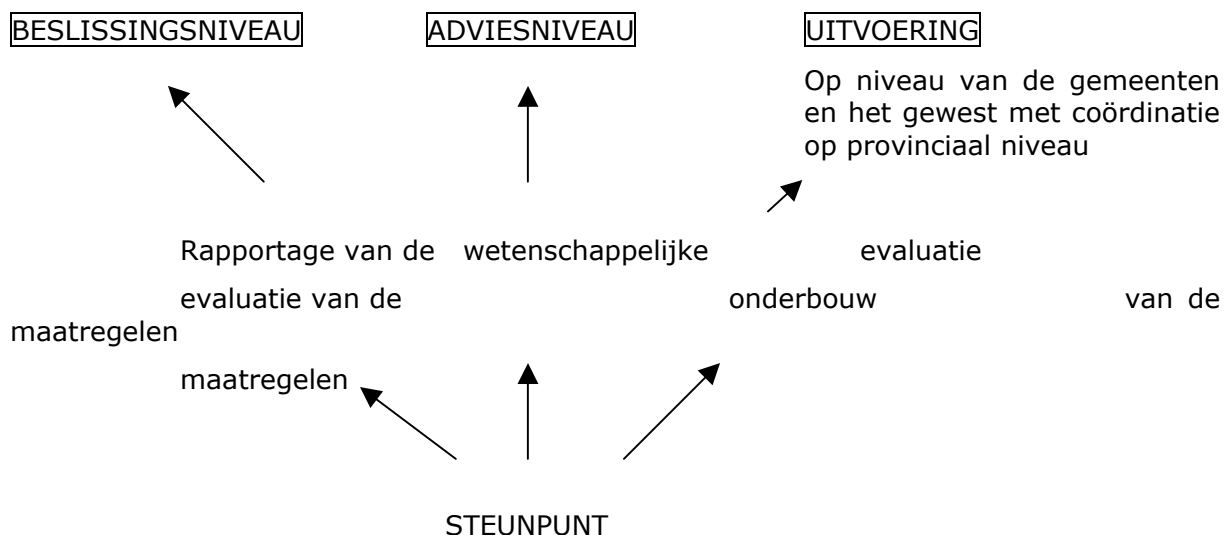 BESLISSINGSNIVEAU ADVIESNIVEAU UITVOERING
Op niveau van de gemeenten
en het gewest met coördinatie
op provinciaal niveau
Rapportage van de wetenschappelijke evaluatie
evaluatie van de onderbouw van de
maatregelen
maatregelen
STEUNPUNT